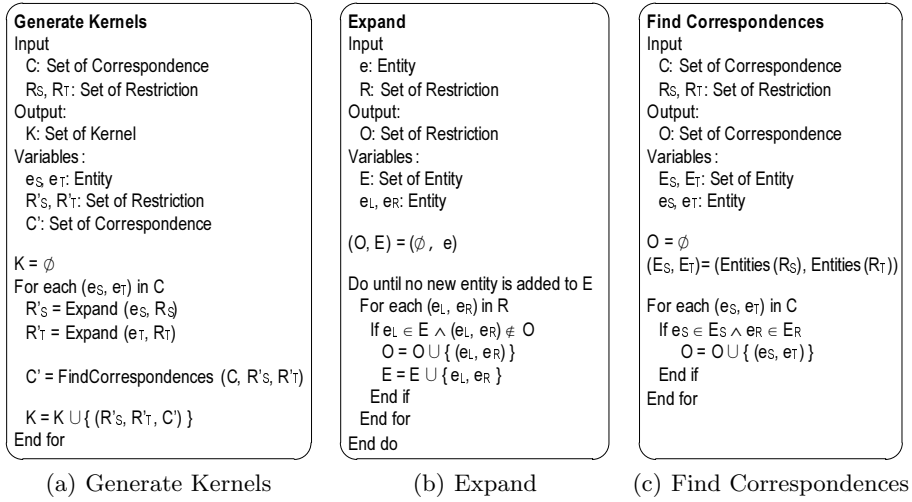 Generate Kernels
Input
C: Set of Correspondence
RS, RT: Set of Restriction
Output:
K: Set of Kernel
Variables:
eS, eT: Entity
R'S, R'T: Set of Restriction
C': Set of Correspondence
K = ∅
For each (eS, eT) in C
R'S = Expand (eS, RS)
R'T = Expand (eT, RT)
C' = FindCorrespondences (C, R'S, R'T)
K = K ∪ { (R'S, R'T, C') }
End for
(a) Generate Kernels
Expand
Input
e: Entity
R: Set of Restriction
Output:
O: Set of Restriction
Variables:
E: Set of Entity
eL, eR: Entity
(O, E) = (∅, e)
Do until no new entity is added to E
For each (eL, eR) in R
If eL ∈ E ∧ (eL, eR) ∉ O
O = O ∪ { (eL, eR) }
E = E ∪ { eL, eR }
End if
End for
End do
(b) Expand
Find Correspondences
Input
C: Set of Correspondence
RS, RT: Set of Restriction
Output:
O: Set of Correspondence
Variables:
ES, ET: Set of Entity
eS, eT: Entity
O = ∅
(ES, ET)= (Entities (RS), Entities (RT))
For each (eS, eT) in C
If eS ∈ ES ∧ eR ∈ ER
O = O ∪ { (eS, eT) }
End if
End for
(c) Find Correspondences